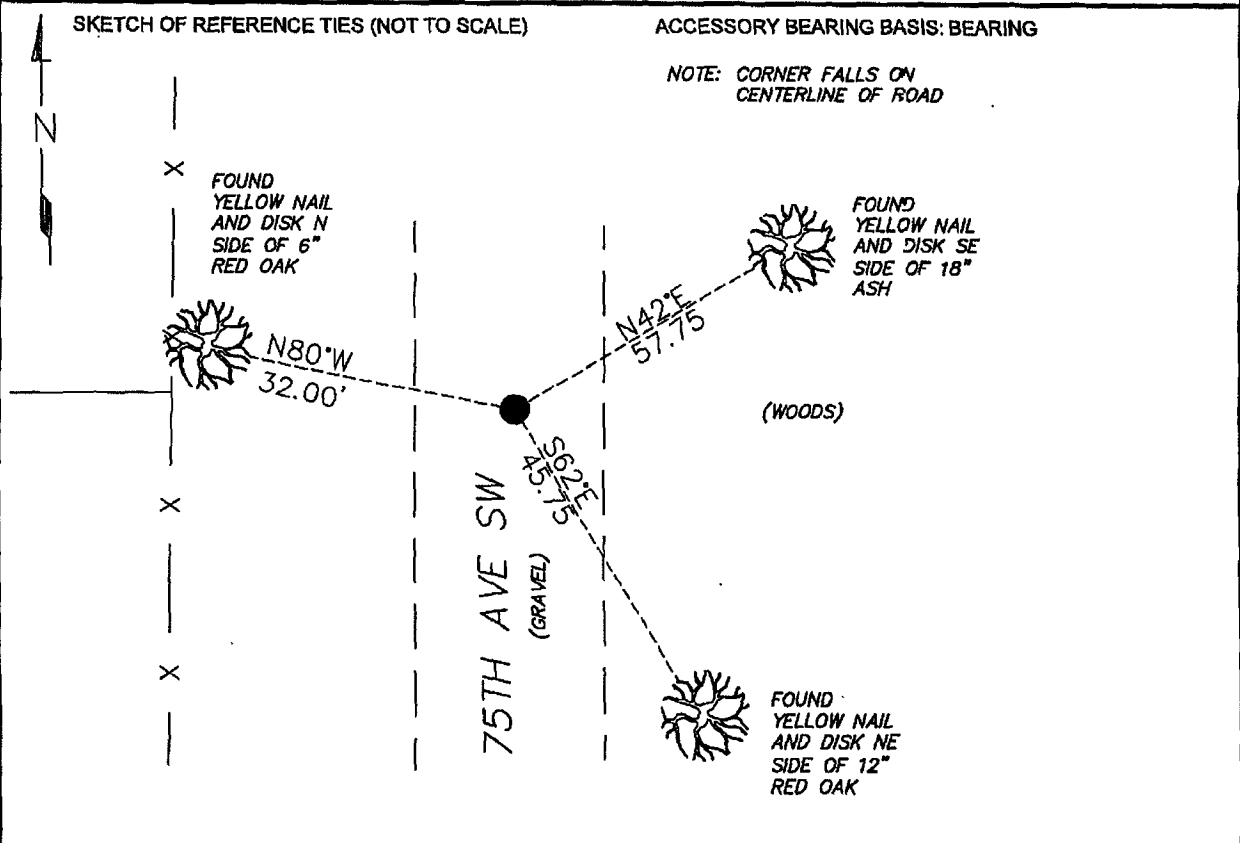 SKETCH OF REFERENCE TIES (NOT TO SCALE)
ACCESSORY BEARING BASIS: BEARING
NOTE: CORNER FALLS ON
CENTERLINE OF ROAD
N
FOUND
YELLOW NAIL
AND DISK N
SIDE OF 6"
RED OAK
FOUND
YELLOW NAIL
AND DISK SE
SIDE OF 18"
ASH
N42°E
57.75
N80°W
32.00'
(WOODS)
S62°E
45.75
75TH AVE SW
(GRAVEL)
FOUND
YELLOW NAIL
AND DISK NE
SIDE OF 12"
RED OAK